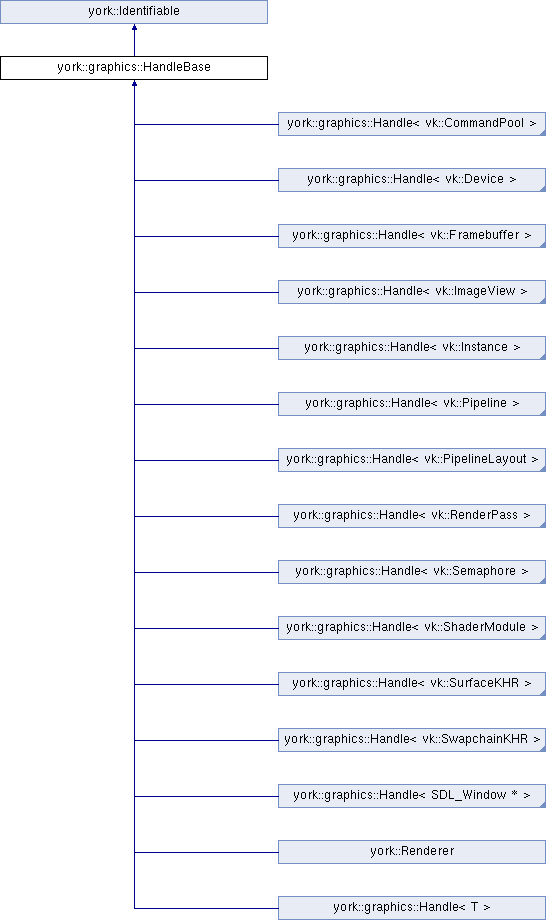 york::Identifiable
york::graphics::HandleBase
york::graphics::Handle< vk::CommandPool >
york::graphics::Handle< vk::Device >
york::graphics::Handle< vk::Framebuffer >
york::graphics::Handle< vk::ImageView >
york::graphics::Handle< vk::Instance >
york::graphics::Handle< vk::Pipeline >
york::graphics::Handle< vk::PipelineLayout >
york::graphics::Handle< vk::RenderPass >
york::graphics::Handle< vk::Semaphore >
york::graphics::Handle< vk::ShaderModule >
york::graphics::Handle< vk::SurfaceKHR >
york::graphics::Handle< vk::SwapchainKHR >
york::graphics::Handle< SDL_Window * >
york::Renderer
york::graphics::Handle< T >